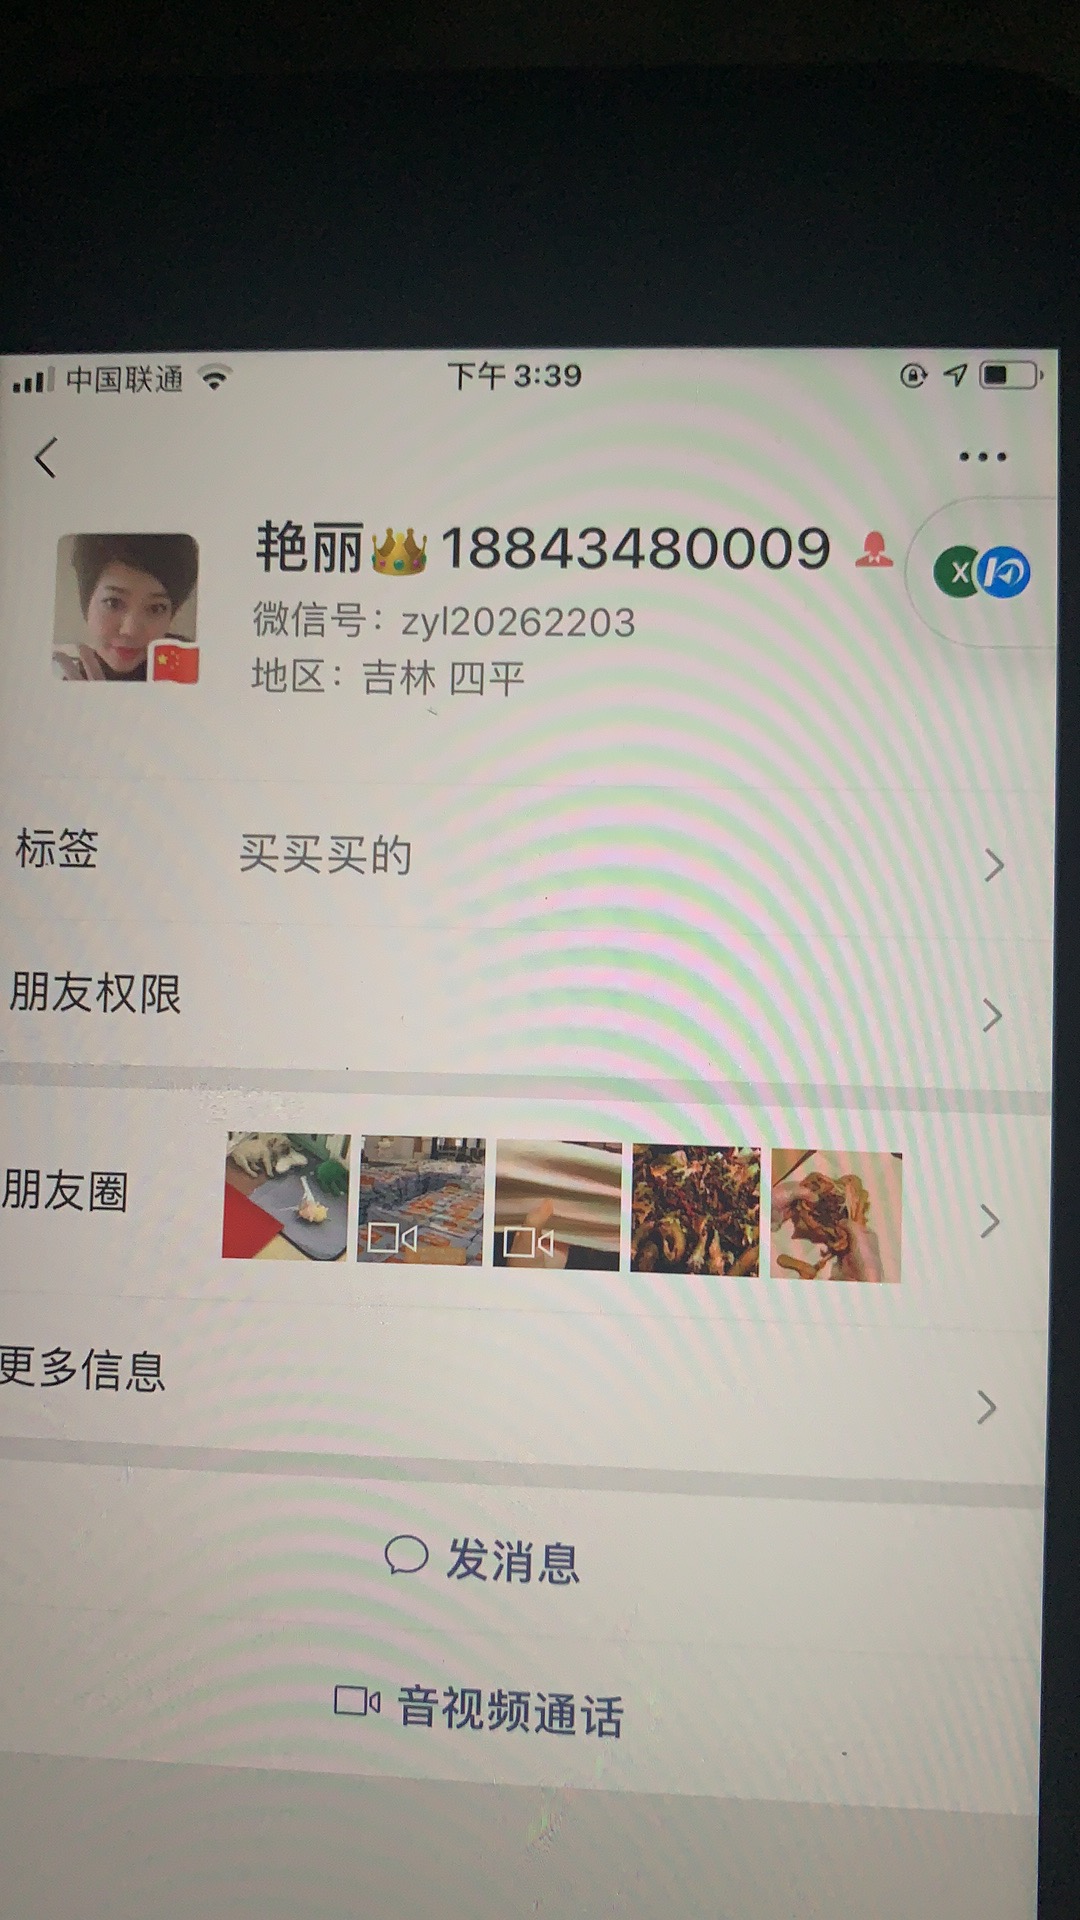 中国联通 下午3:39
艳丽👑18843480009
微信号：zyl20262203
地区：吉林 四平
标签 买买买的
朋友权限
朋友圈
更多信息
发消息
音视频通话